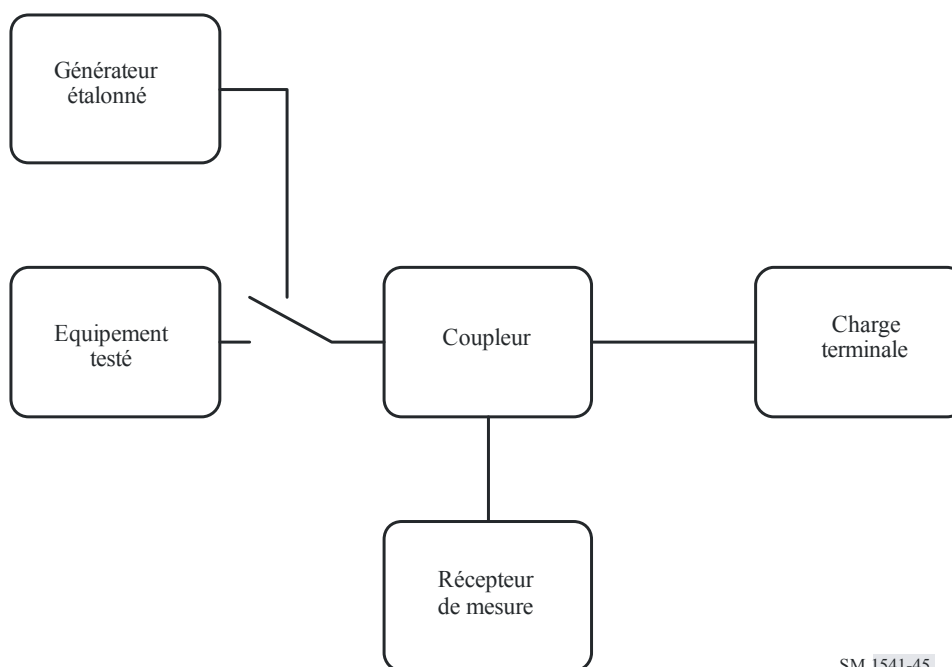 Générateur
étalonné
Equipement
testé
Coupleur
Charge
terminale
Récepteur
de mesure
SM 1541-45